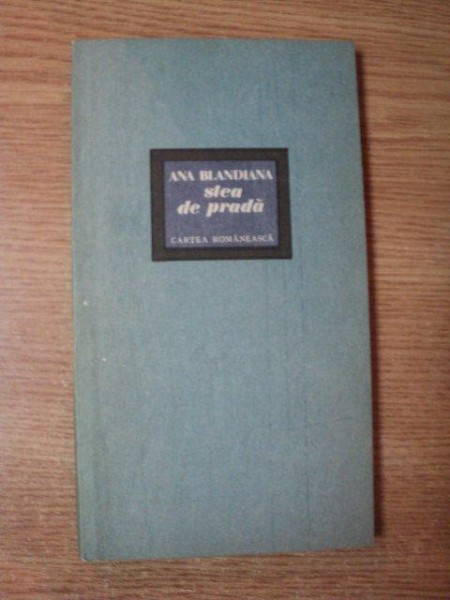 ANA BLANDIANA
stea
de pradă
CARTEA ROMÂNEASCĂ